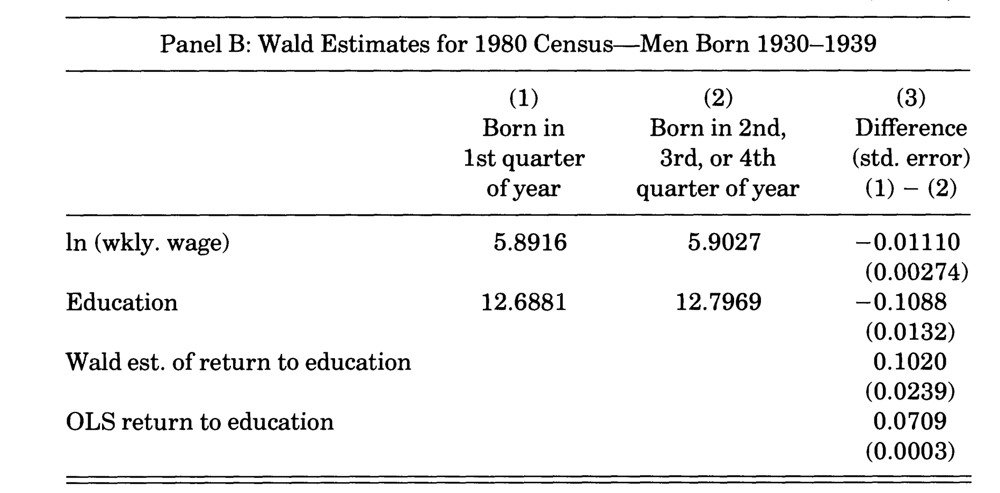 Panel B: Wald Estimates for 1980 Census—Men Born 1930–1939
(1) (2) (3)
Born in Born in 2nd, Difference
1st quarter 3rd, or 4th (std. error)
of year quarter of year (1) − (2)
ln (wkly. wage) 5.8916 5.9027 −0.01110
(0.00274)
Education 12.6881 12.7969 −0.1088
(0.0132)
Wald est. of return to education 0.1020
(0.0239)
OLS return to education 0.0709
(0.0003)